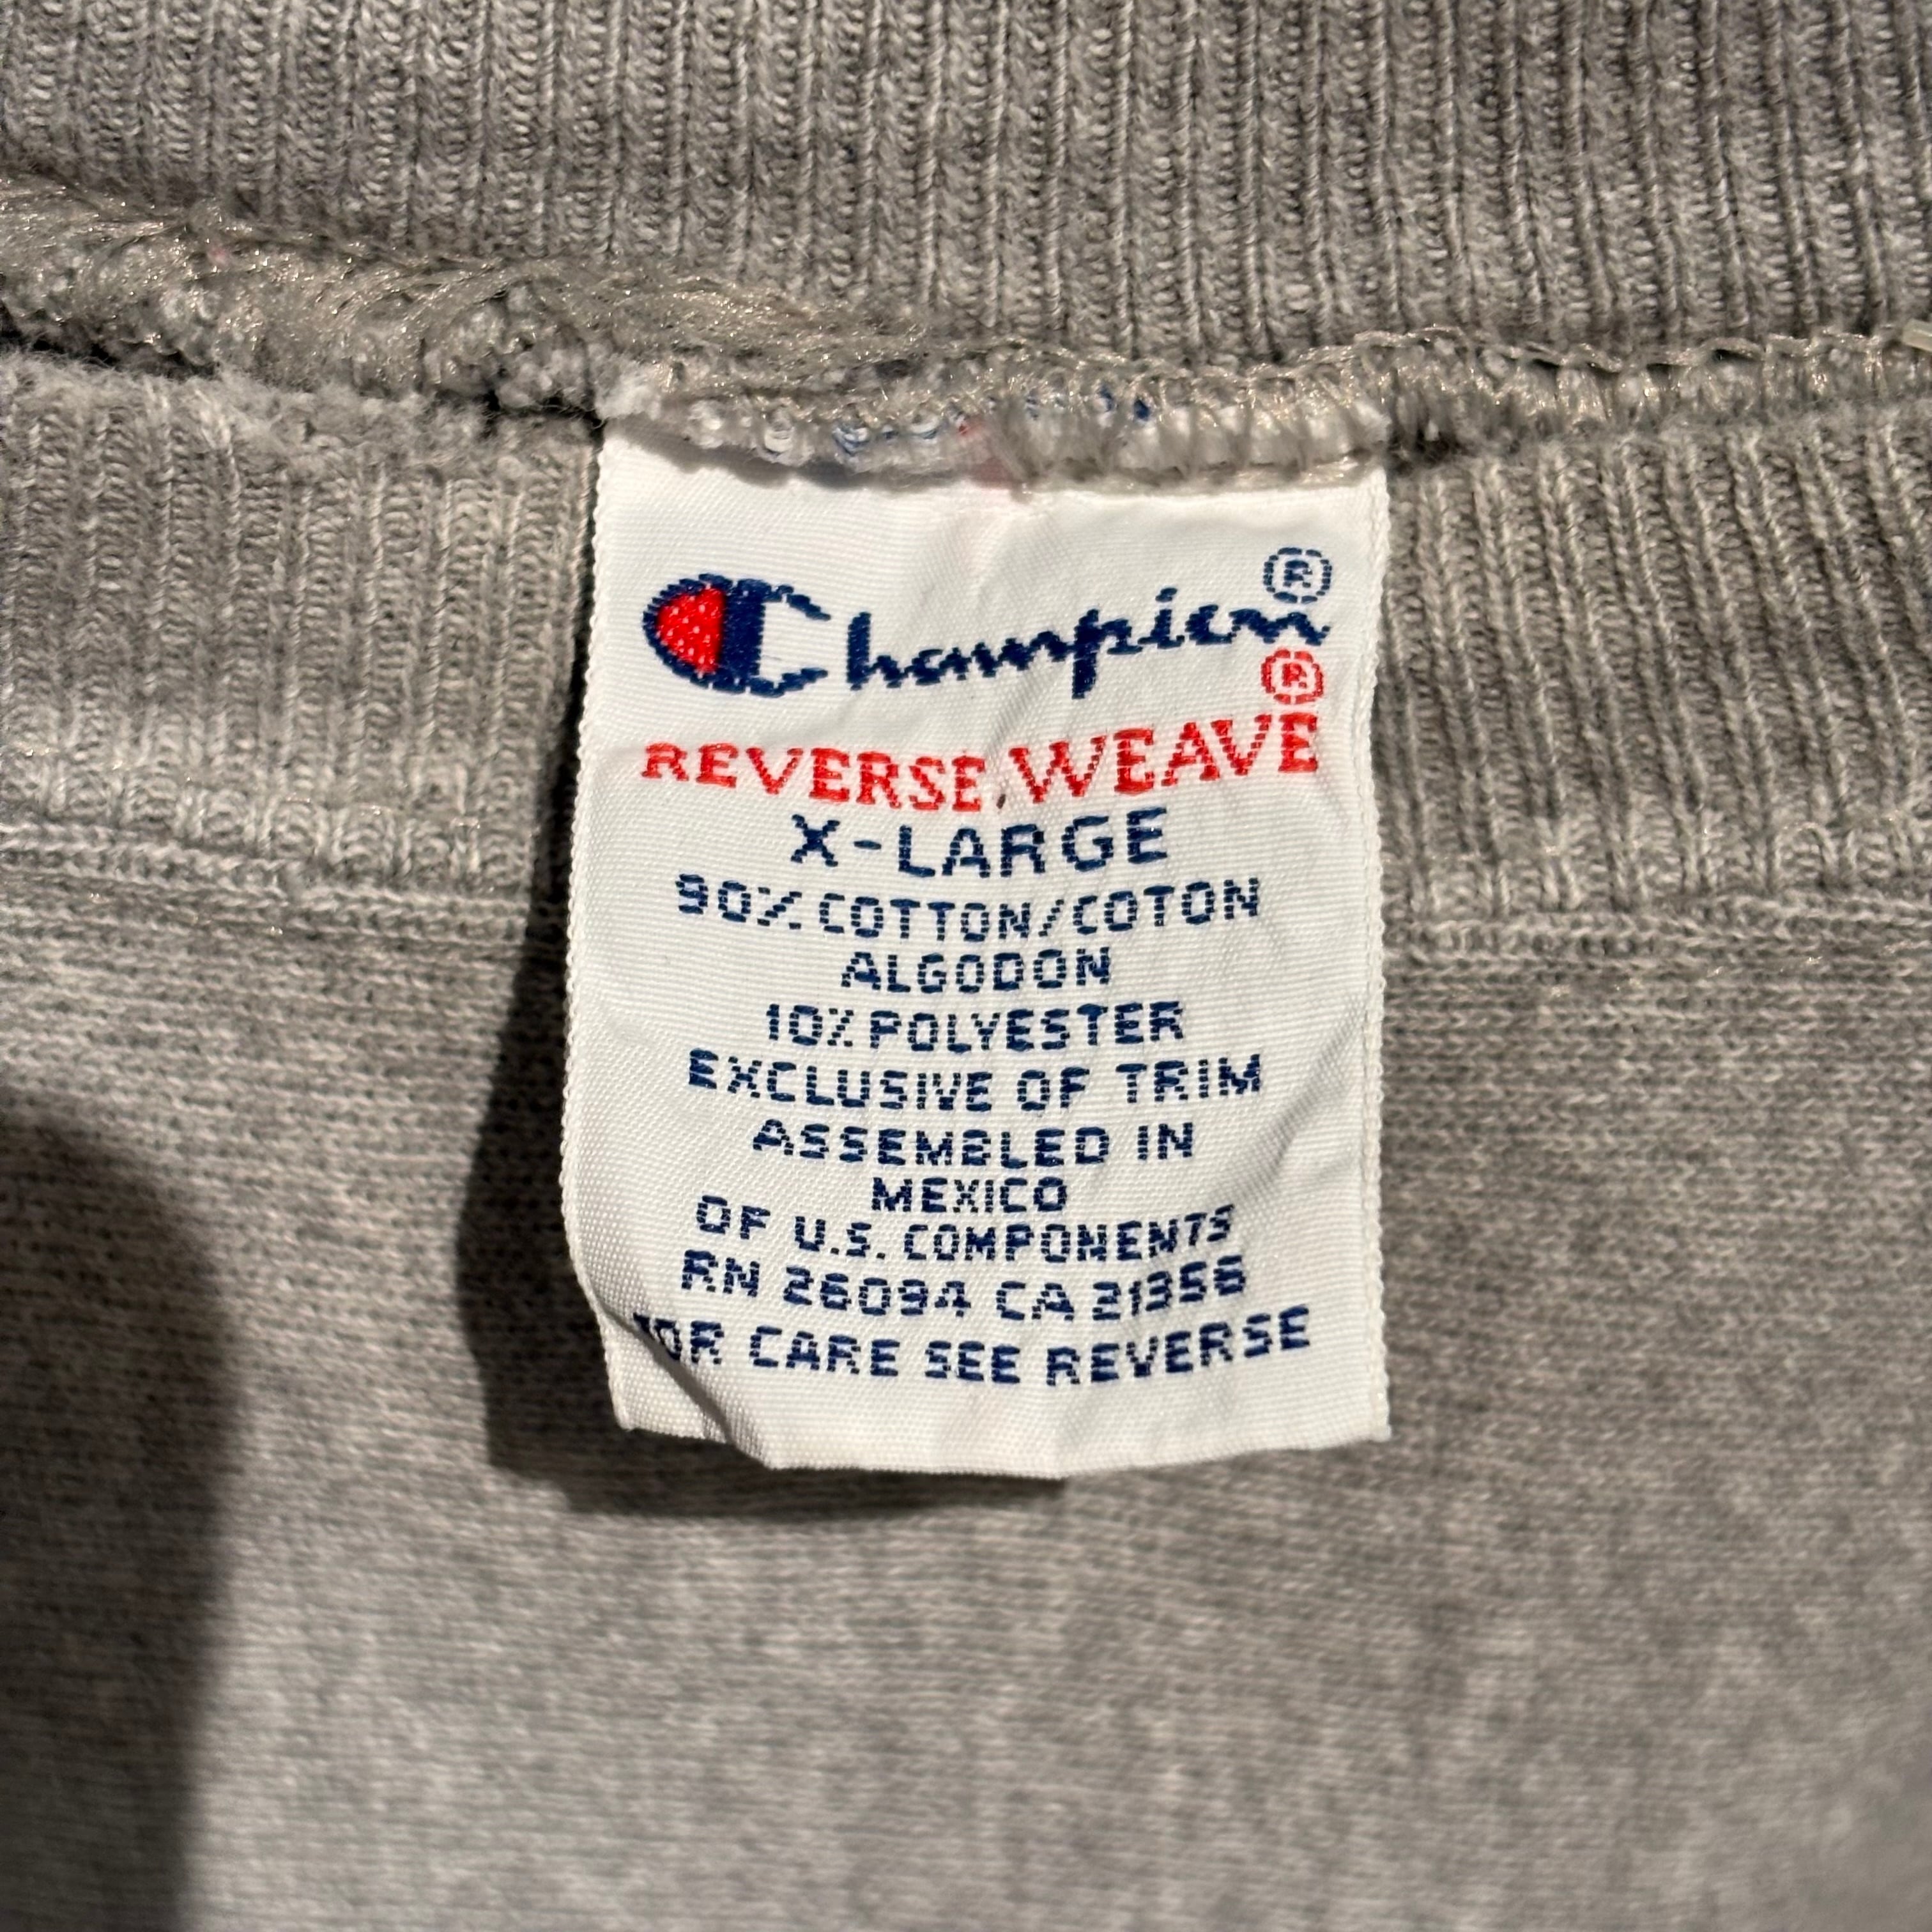 Champion®
REVERSE WEAVE®
X-LARGE
90% COTTON/COTON
ALGODON
10% POLYESTER
EXCLUSIVE OF TRIM
ASSEMBLED IN
MEXICO
OF U.S. COMPONENTS
RN 26094 CA 21356
FOR CARE SEE REVERSE